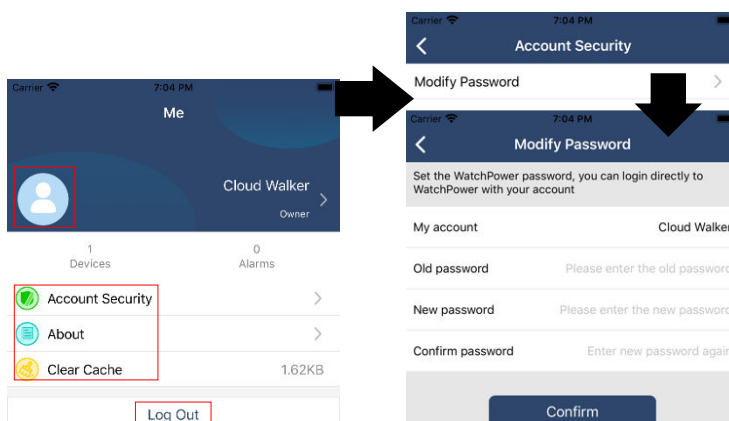 Carrier 7:04 PM
Me
Cloud Walker
Owner
1 0
Devices Alarms
Account Security
About
Clear Cache 1.62KB
Log Out
Carrier 7:04 PM
Account Security
Modify Password
Carrier 7:04 PM
Modify Password
Set the WatchPower password, you can login directly to
WatchPower with your account
My account Cloud Walker
Old password Please enter the old password
New password Please enter the new password
Confirm password Enter new password again
Confirm